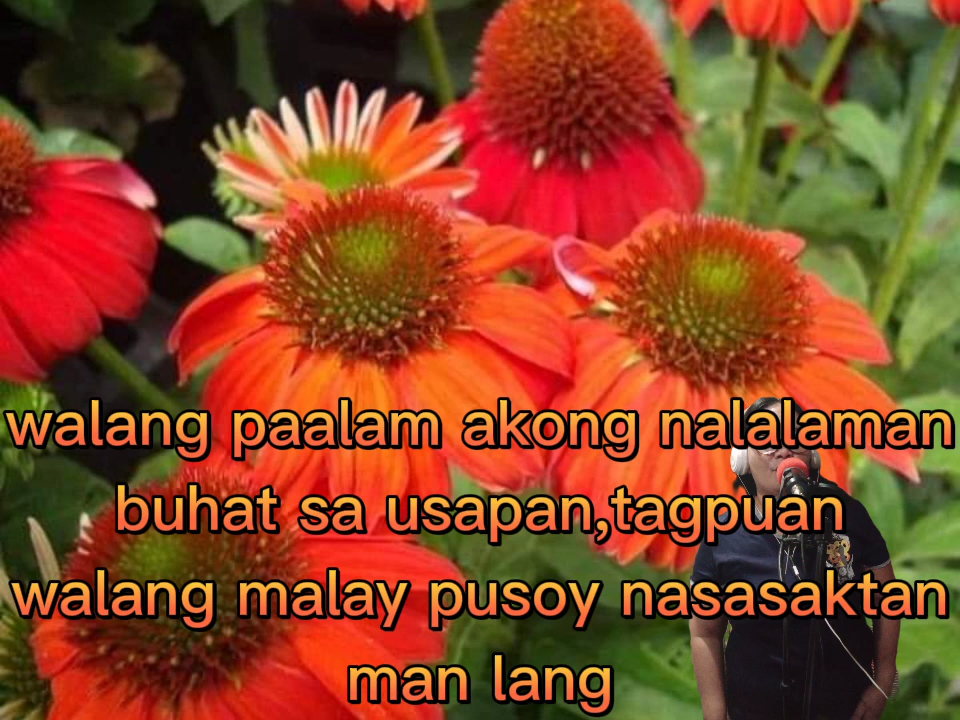 walang paalam akong nalalaman
buhat sa usapan,tagpuan
walang malay pusoy nasasaktan
man lang